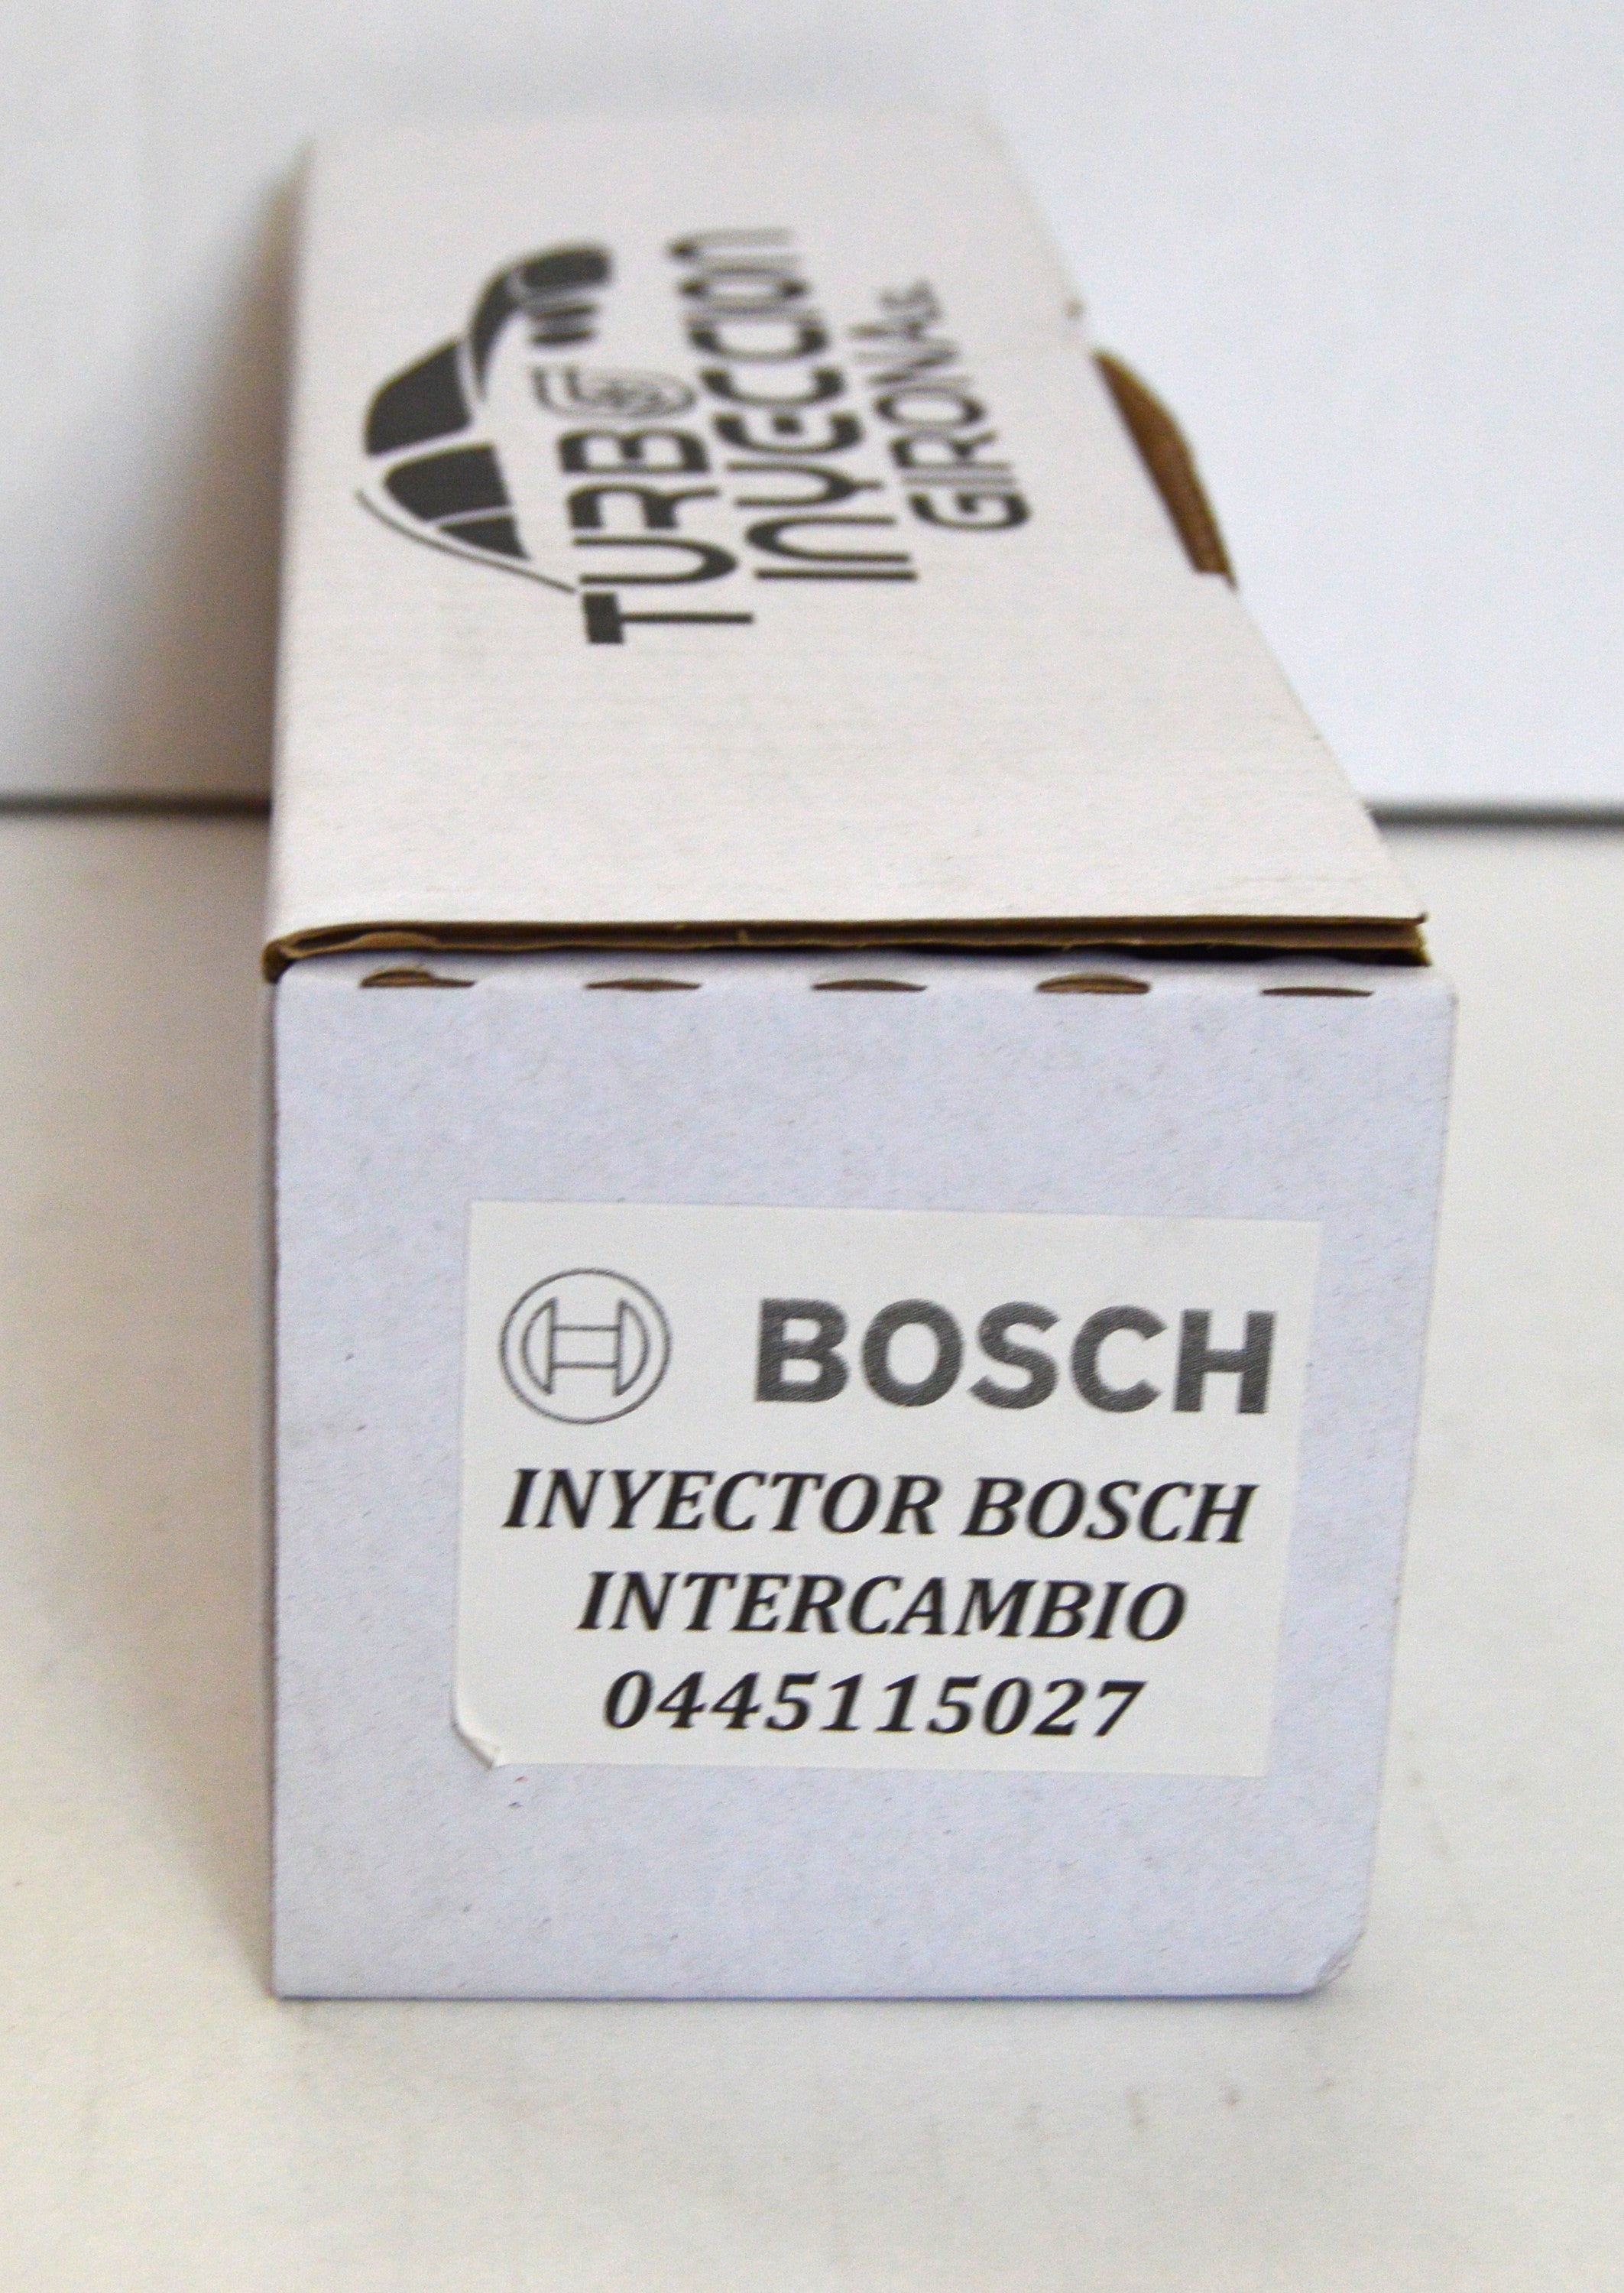 TURBO
INYECCION
GIRONA
BOSCH
INYECTOR BOSCH
INTERCAMBIO
0445115027